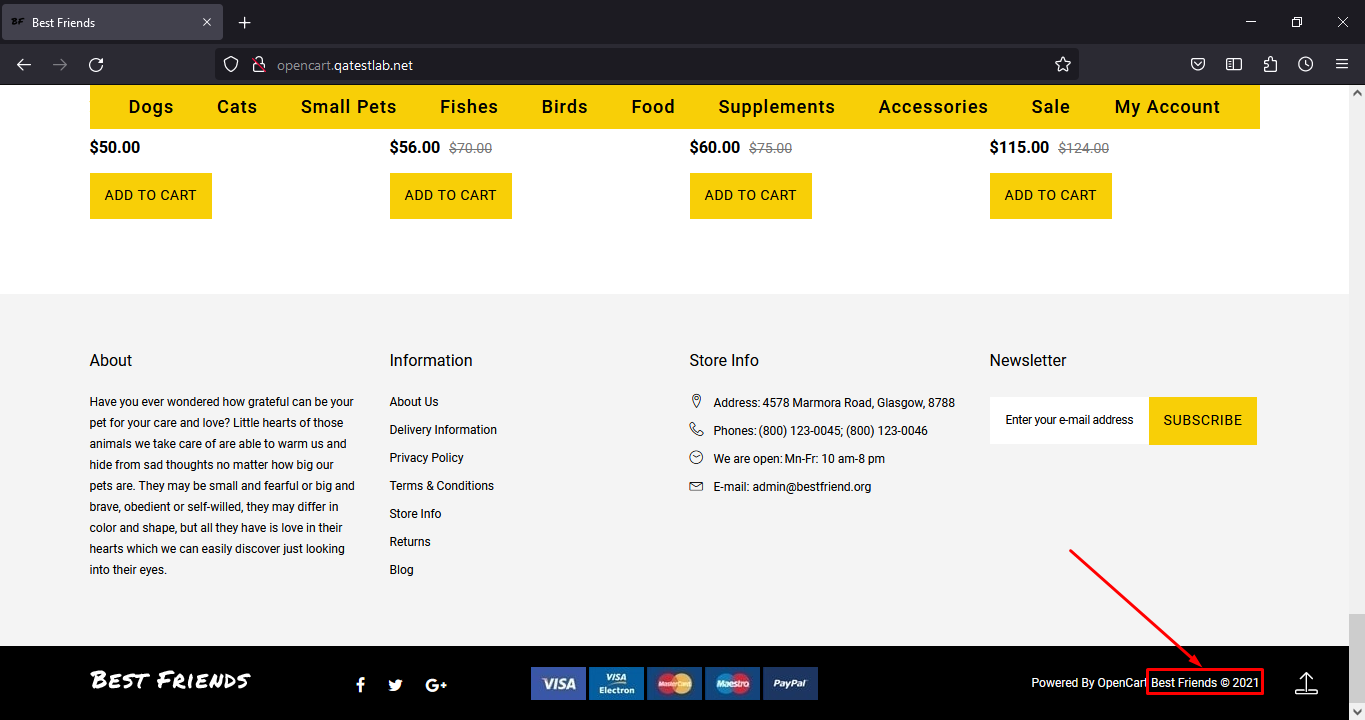 Best Friends
opencart.qatestlab.net
Dogs Cats Small Pets Fishes Birds Food Supplements Accessories Sale My Account
$50.00 $56.00 $70.00 $60.00 $75.00 $115.00 $124.00
ADD TO CART ADD TO CART ADD TO CART ADD TO CART
About
Have you ever wondered how grateful can be your
pet for your care and love? Little hearts of those
animals we take care of are able to warm us and
hide from sad thoughts no matter how big our
pets are. They may be small and fearful or big and
brave, obedient or self-willed, they may differ in
color and shape, but all they have is love in their
hearts which we can easily discover just looking
into their eyes.
Information
About Us
Delivery Information
Privacy Policy
Terms & Conditions
Store Info
Returns
Blog
Store Info
Address: 4578 Marmora Road, Glasgow, 8788
Phones: (800) 123-0045; (800) 123-0046
We are open: Mn-Fr: 10 am-8 pm
E-mail: admin@bestfriend.org
Newsletter
Enter your e-mail address SUBSCRIBE
Best Friends
VISA VISA Electron MasterCard Maestro PayPal
Powered By OpenCart Best Friends © 2021